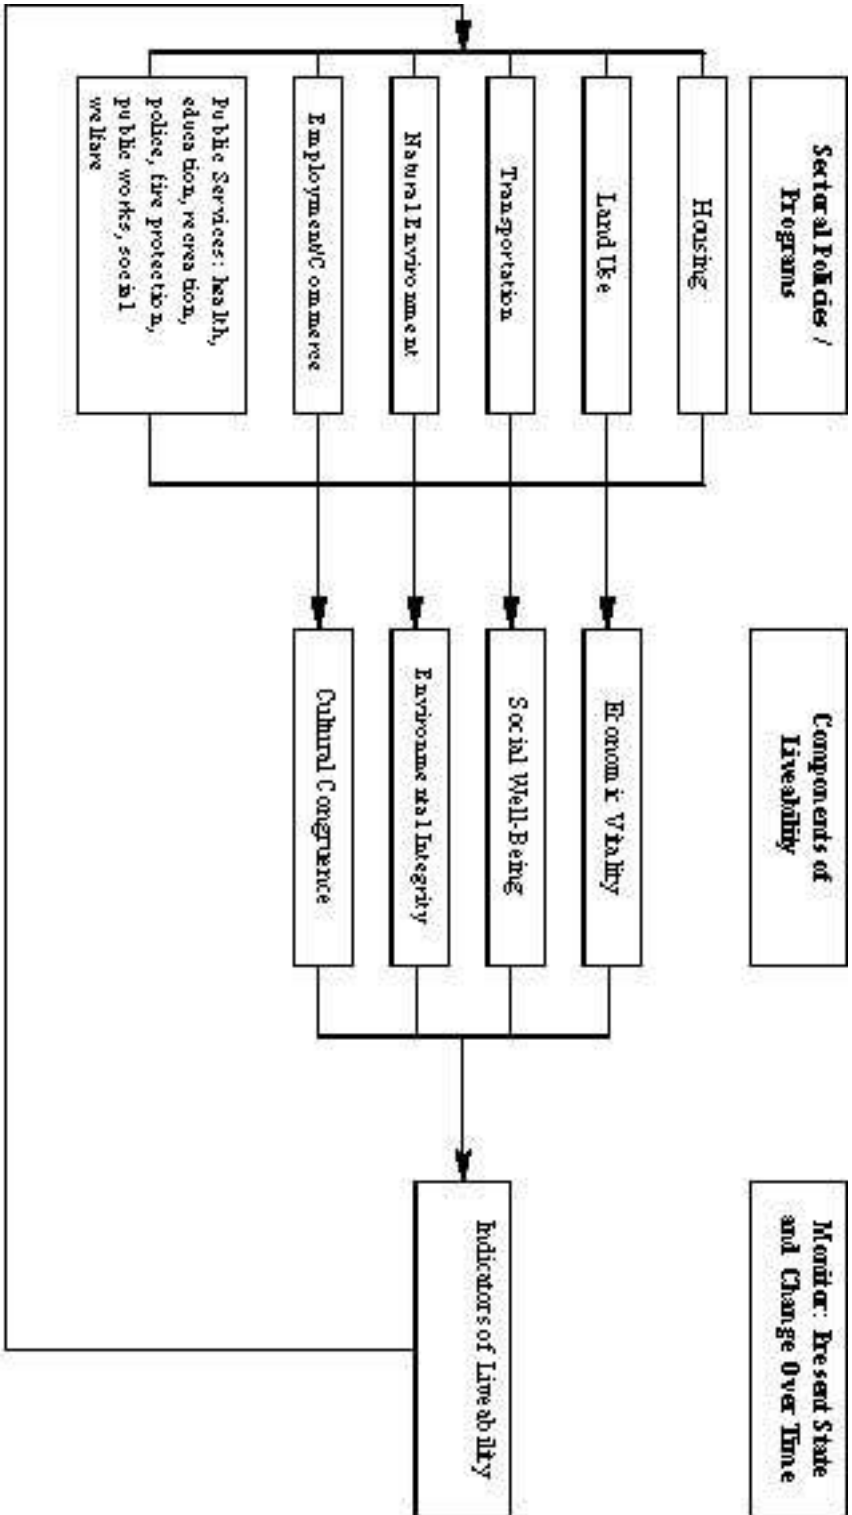 Sectoral Policies /
Programs
Housing
Land Use
Transportation
Natural Environment
Employment/Commerce
Public Services: health,
education, recreation,
police, fire protection,
public works, social
welfare
Components of
Liveability
Economic Vitality
Social Well-Being
Environmental Integrity
Cultural Congruence
Monitor: Present State
and Change Over Time
Indicators of Liveability